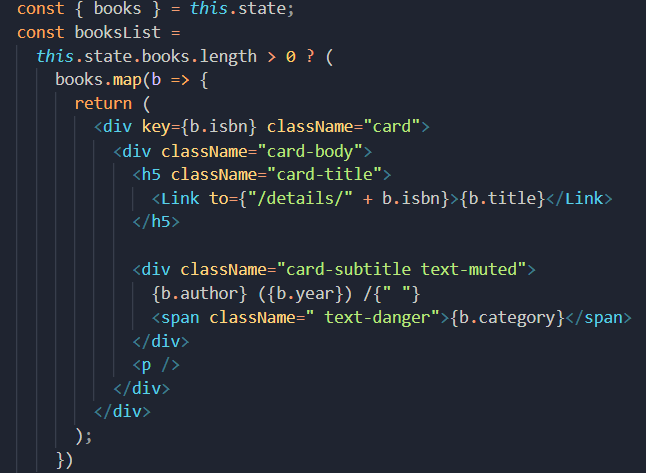 const { books } = this.state;
const booksList =
this.state.books.length > 0 ? (
books.map(b => {
return (
<div key={b.isbn} className="card">
<div className="card-body">
<h5 className="card-title">
<Link to={"/details/" + b.isbn}>{b.title}</Link>
</h5>
<div className="card-subtitle text-muted">
{b.author} ({b.year}) /{" "}
<span className=" text-danger">{b.category}</span>
</div>
<p />
</div>
</div>
);
})